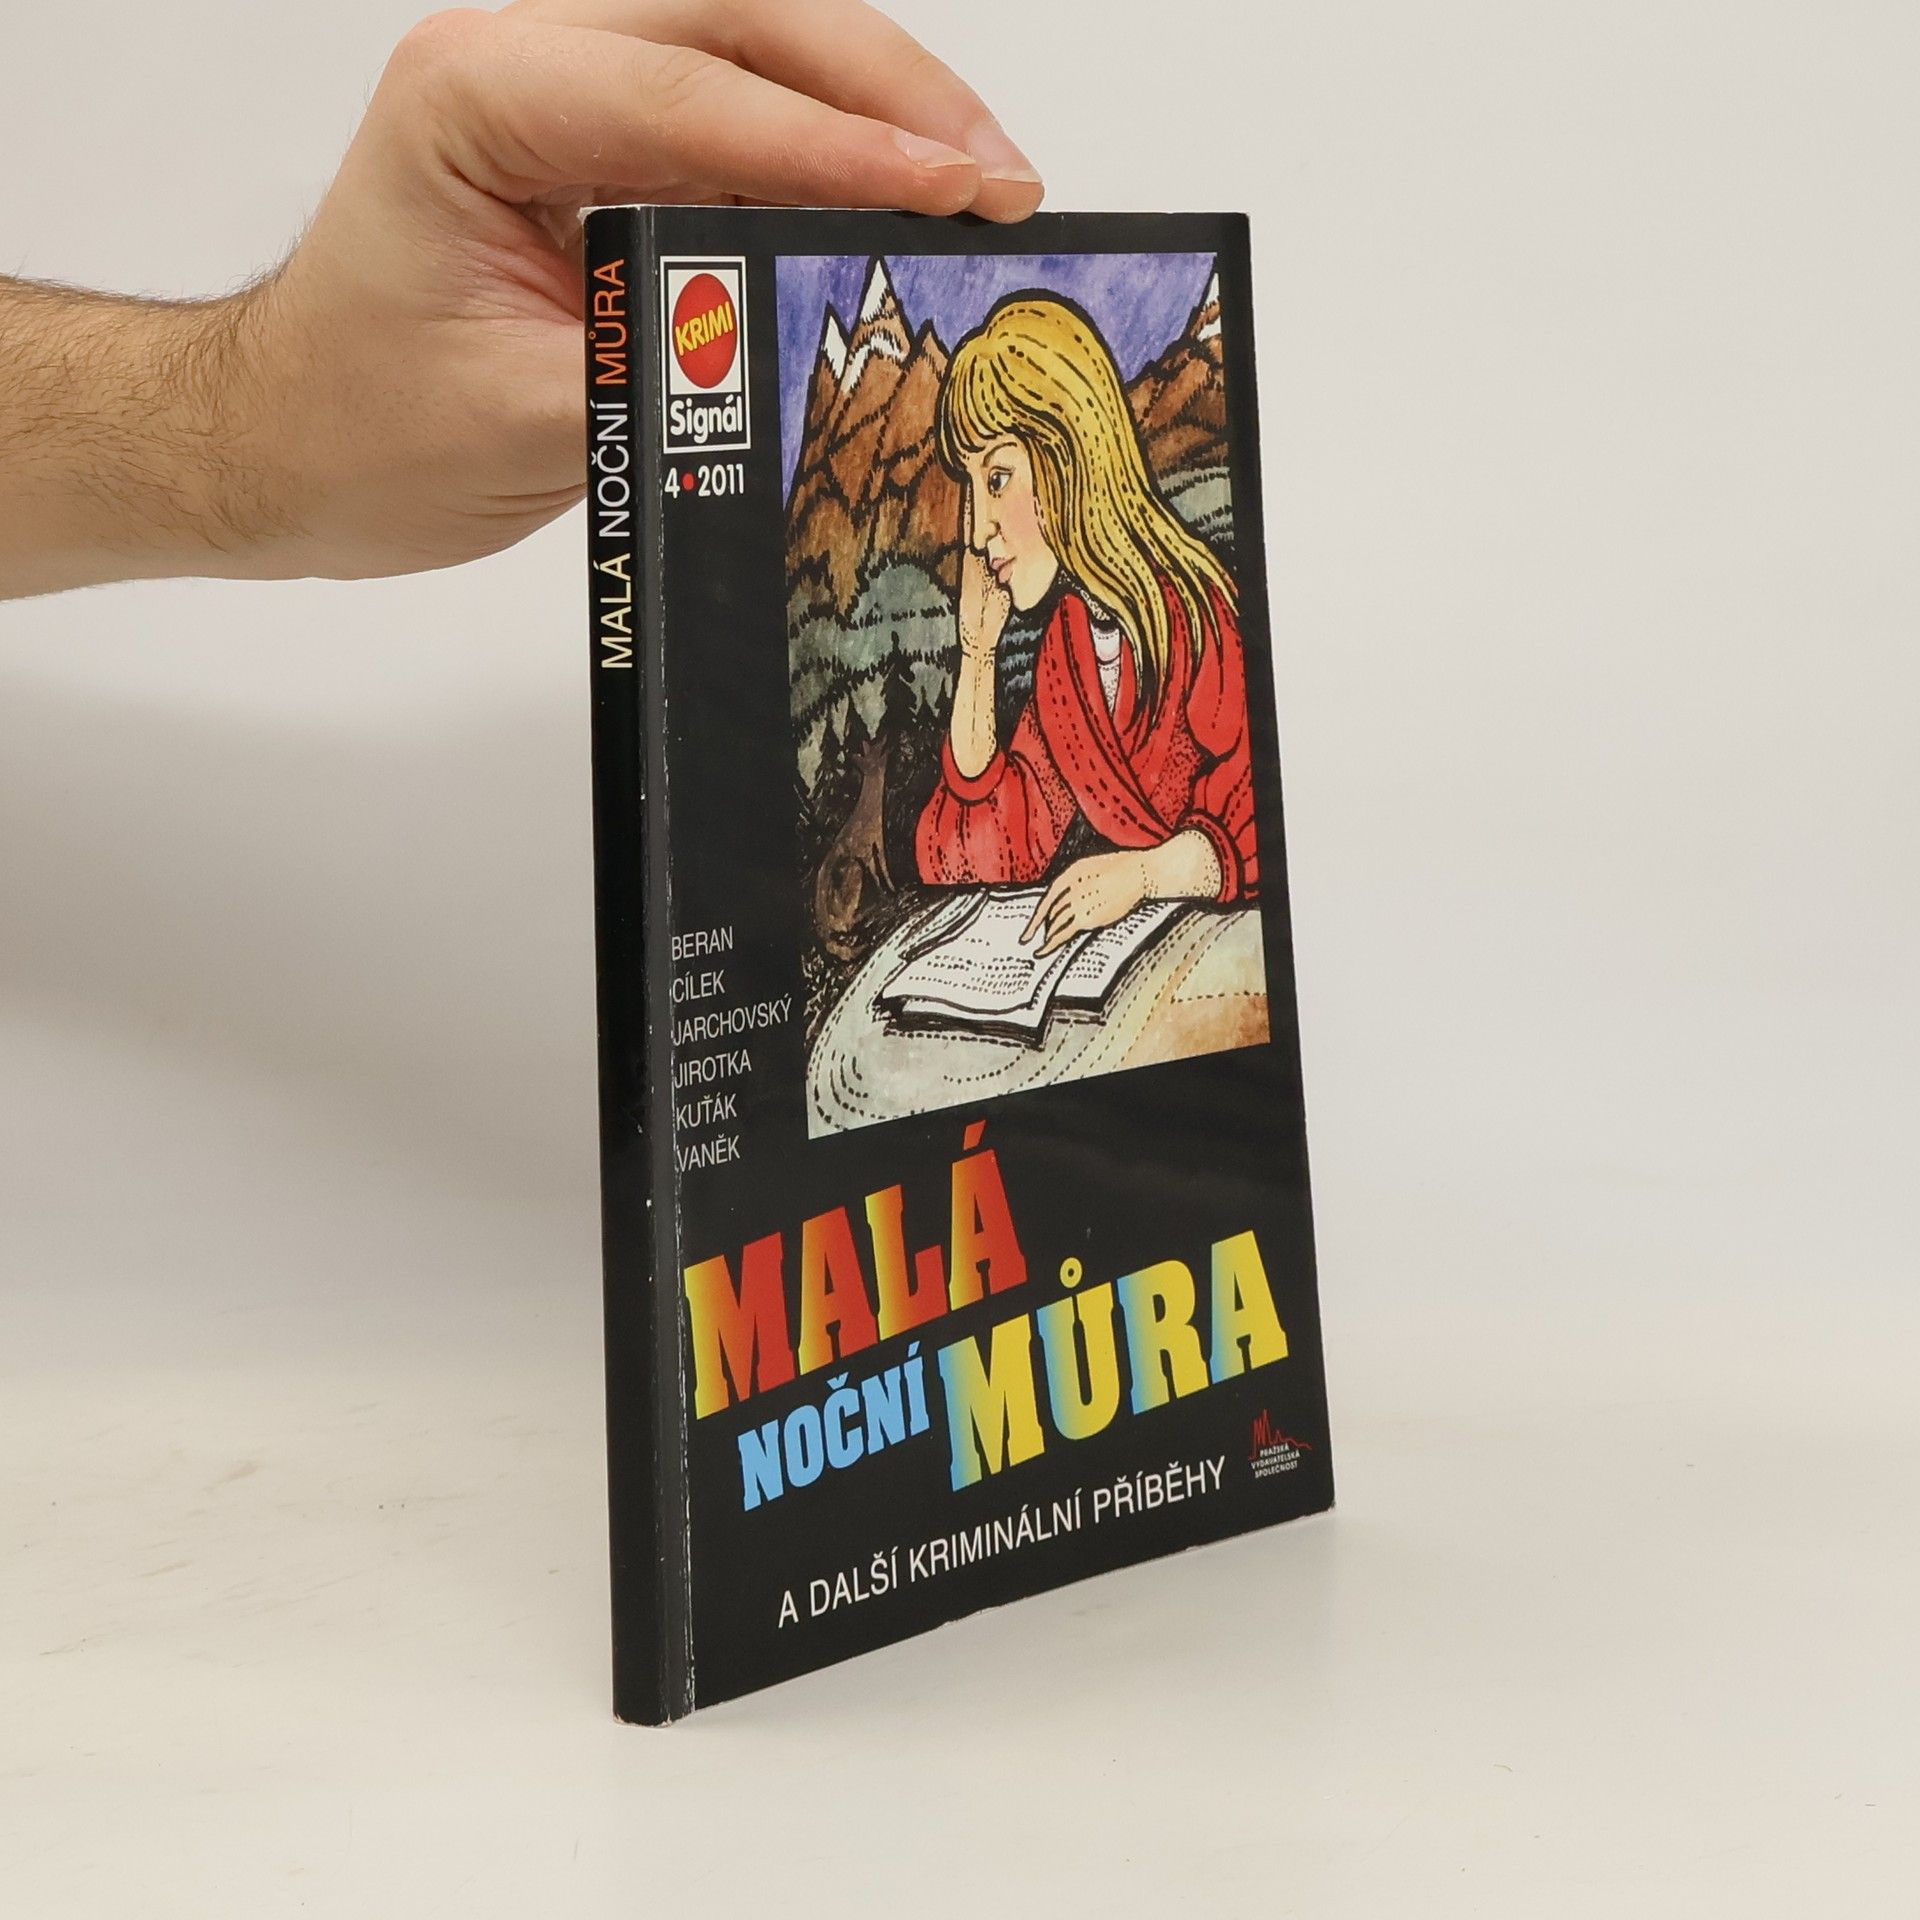 MALÁ NOČNÍ MŮRA
KRIMI
Signál
4•2011
BERAN
CÍLEK
JARCHOVSKÝ
JIROTKA
KUŤÁK
VANĚK
MALÁ
NOČNÍ MŮRA
A DALŠÍ KRIMINÁLNÍ PŘÍBĚHY
PRAŽSKÁ
VYDAVATELSKÁ
SPOLEČNOST